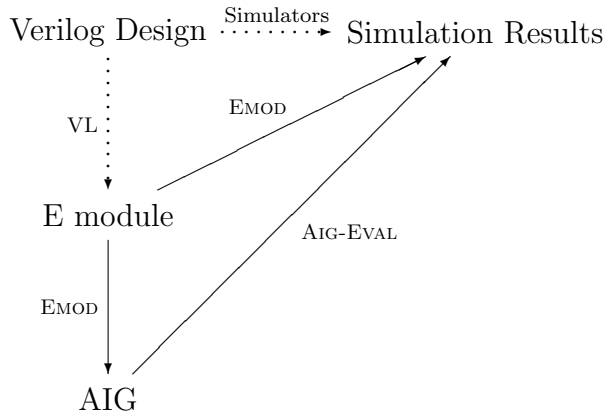 Verilog Design
Simulators
Simulation Results
EMOD
VL
E module
AIG-EVAL
EMOD
AIG